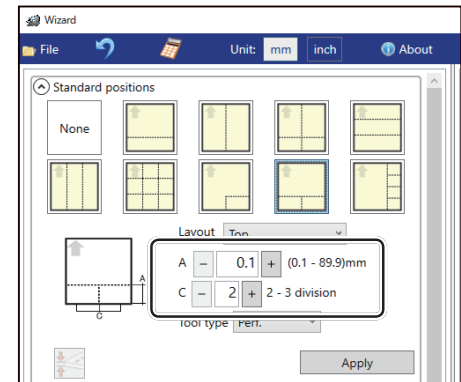 Wizard
File Unit: mm inch About
Standard positions
None
Layout Top
A − 0.1 + (0.1 - 89.9)mm
C − 2 + 2 - 3 division
Tool type Perf.
A
C
Apply